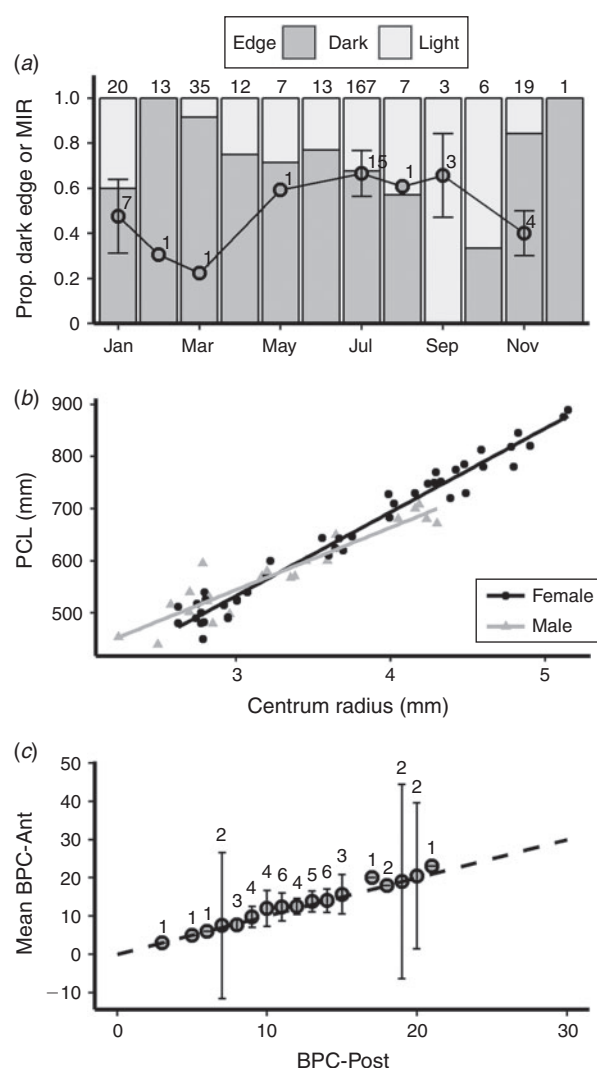 Edge Dark Light
(a)
20 13 35 12 7 13 167 7 3 6 19 1
Prop. dark edge or MIR
1.0
0.8
0.6
0.4
0.2
0
7 1 1 1 15 1 3 4
Jan Mar May Jul Sep Nov
(b)
PCL (mm)
900
800
700
600
500
Female
Male
3 4 5
Centrum radius (mm)
(c)
Mean BPC-Ant
50
40
30
20
10
0
−10
1 1 1 2 3 4 4 6 4 5 6 3 1 2 2 2 1
0 10 20 30
BPC-Post